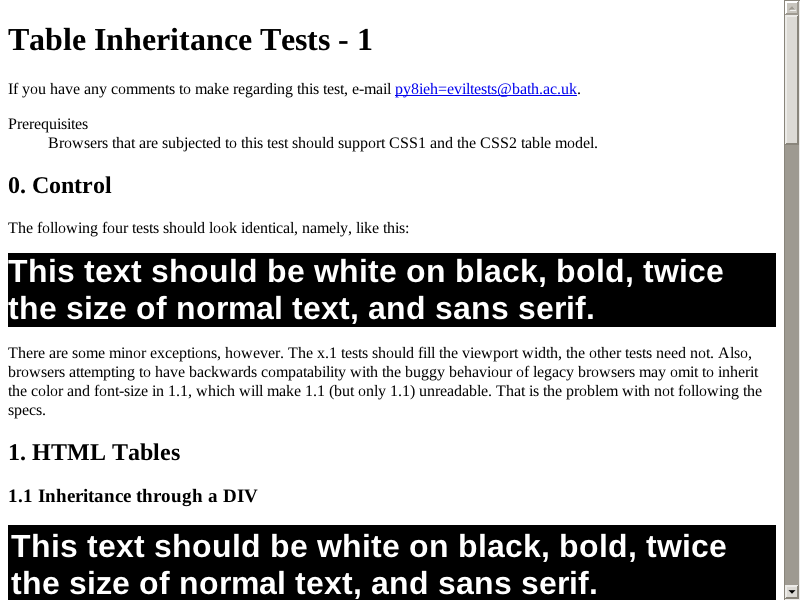 Table Inheritance Tests - 1
If you have any comments to make regarding this test, e-mail py8ieh=eviltests@bath.ac.uk.
Prerequisites
Browsers that are subjected to this test should support CSS1 and the CSS2 table model.
0. Control
The following four tests should look identical, namely, like this:
This text should be white on black, bold, twice
the size of normal text, and sans serif.
There are some minor exceptions, however. The x.1 tests should fill the viewport width, the other tests need not. Also,
browsers attempting to have backwards compatability with the buggy behaviour of legacy browsers may omit to inherit
the color and font-size in 1.1, which will make 1.1 (but only 1.1) unreadable. That is the problem with not following the
specs.
1. HTML Tables
1.1 Inheritance through a DIV
This text should be white on black, bold, twice
the size of normal text, and sans serif.